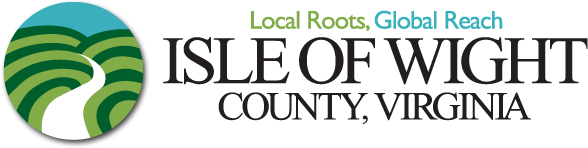 Local Roots, Global Reach
ISLE OF WIGHT
COUNTY, VIRGINIA